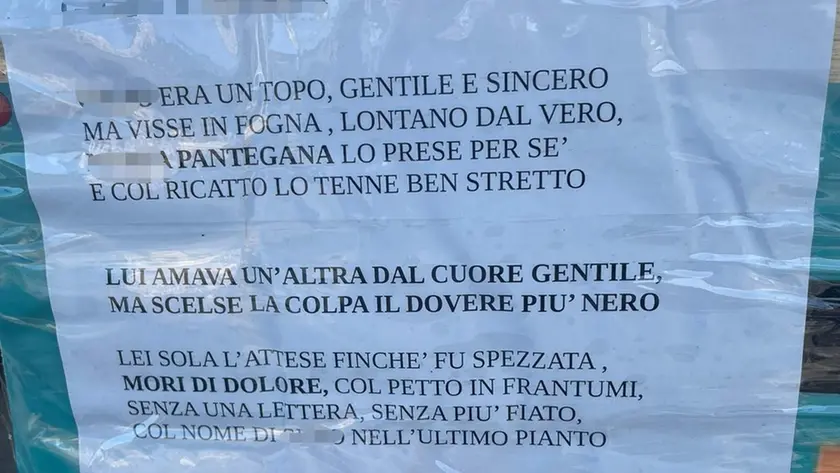 ERA UN TOPO, GENTILE E SINCERO
MA VISSE IN FOGNA , LONTANO DAL VERO,
A PANTEGANA LO PRESE PER SE’
E COL RICATTO LO TENNE BEN STRETTO
LUI AMAVA UN’ALTRA DAL CUORE GENTILE,
MA SCELSE LA COLPA IL DOVERE PIU’ NERO
LEI SOLA L’ATTESE FINCHE’ FU SPEZZATA ,
MORI DI DOLORE, COL PETTO IN FRANTUMI,
SENZA UNA LETTERA, SENZA PIU’ FIATO,
COL NOME DI NELL’ULTIMO PIANTO